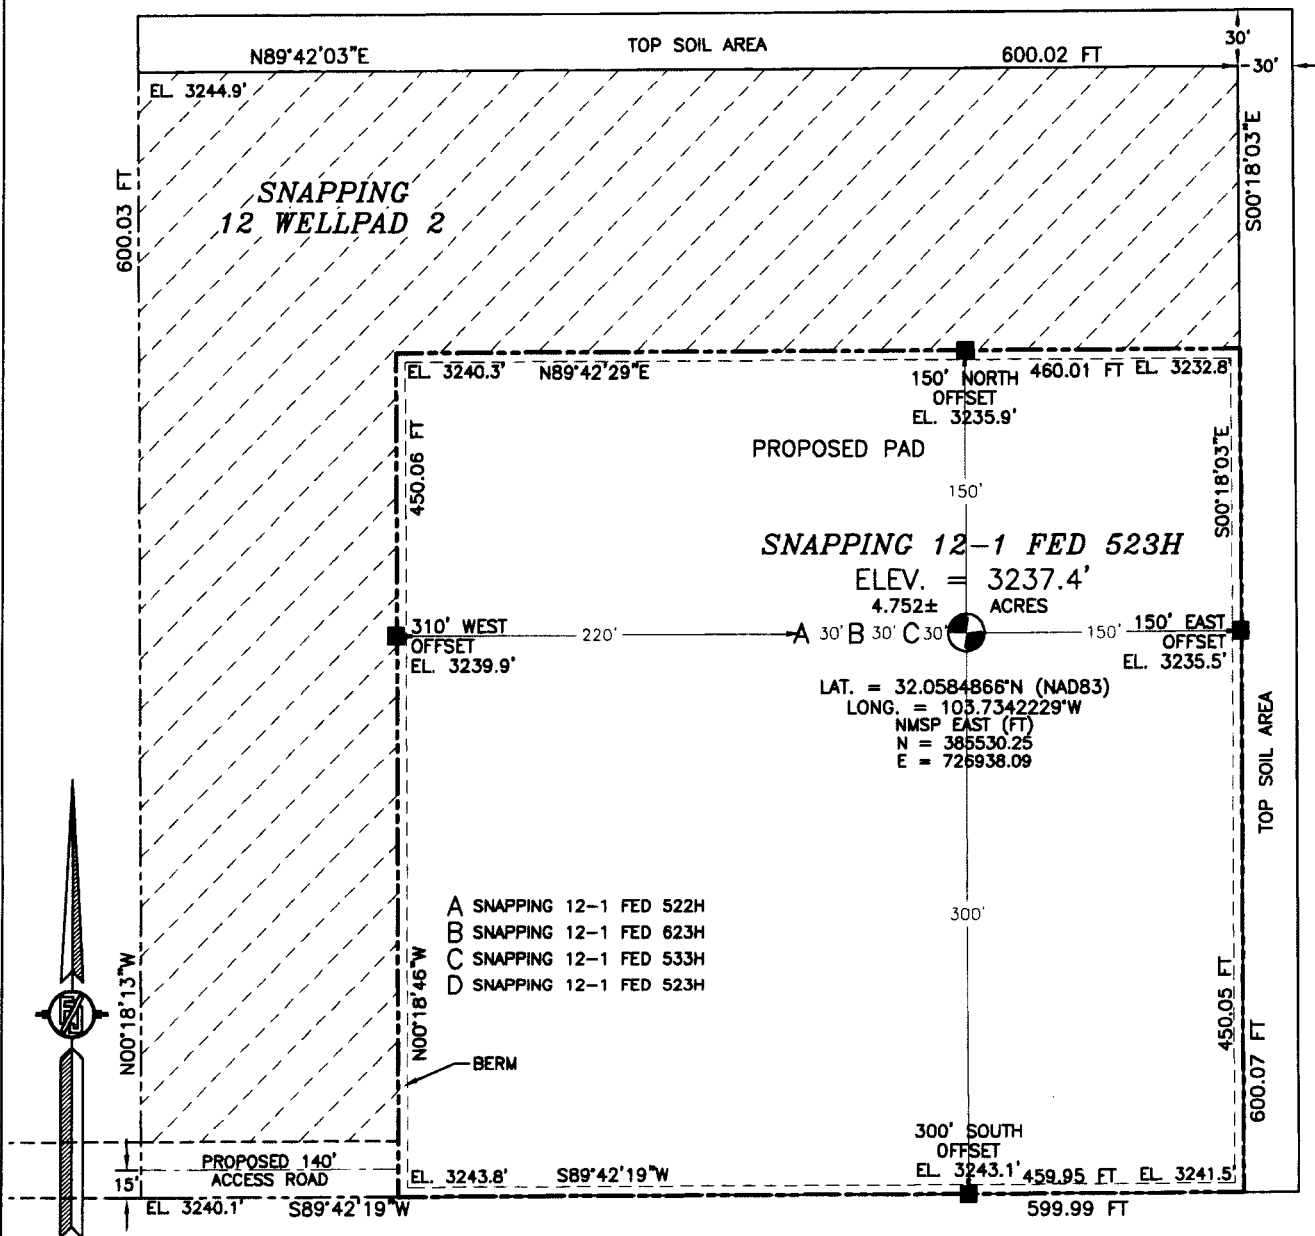 TOP SOIL AREA
N89°42'03"E
600.02 FT
30'
30'
EL. 3244.9'
S00°18'03"E
600.03 FT
SNAPPING
12 WELLPAD 2
EL. 3240.3'
N89°42'29"E
150' NORTH
OFFSET
EL. 3235.9'
460.01 FT
EL. 3232.8'
450.06 FT
PROPOSED PAD
S00°18'03"E
150'
SNAPPING 12-1 FED 523H
ELEV. = 3237.4'
4.752± ACRES
310' WEST
OFFSET
EL. 3239.9'
220'
A 30' B 30' C 30'
150'
150' EAST
OFFSET
EL. 3235.5'
LAT. = 32.0584866°N (NAD83)
LONG. = 103.7342229°W
NMSP EAST (FT)
N = 385530.25
E = 726938.09
TOP SOIL AREA
A SNAPPING 12-1 FED 522H
B SNAPPING 12-1 FED 623H
C SNAPPING 12-1 FED 533H
D SNAPPING 12-1 FED 523H
300'
N00°18'13"W
N00°18'46"W
450.05 FT
600.07 FT
BERM
300' SOUTH
OFFSET
EL. 3243.1'
PROPOSED 140'
ACCESS ROAD
15'
EL. 3243.8'
S89°42'19"W
459.95 FT
EL. 3241.5'
EL. 3240.1'
S89°42'19"W
599.99 FT